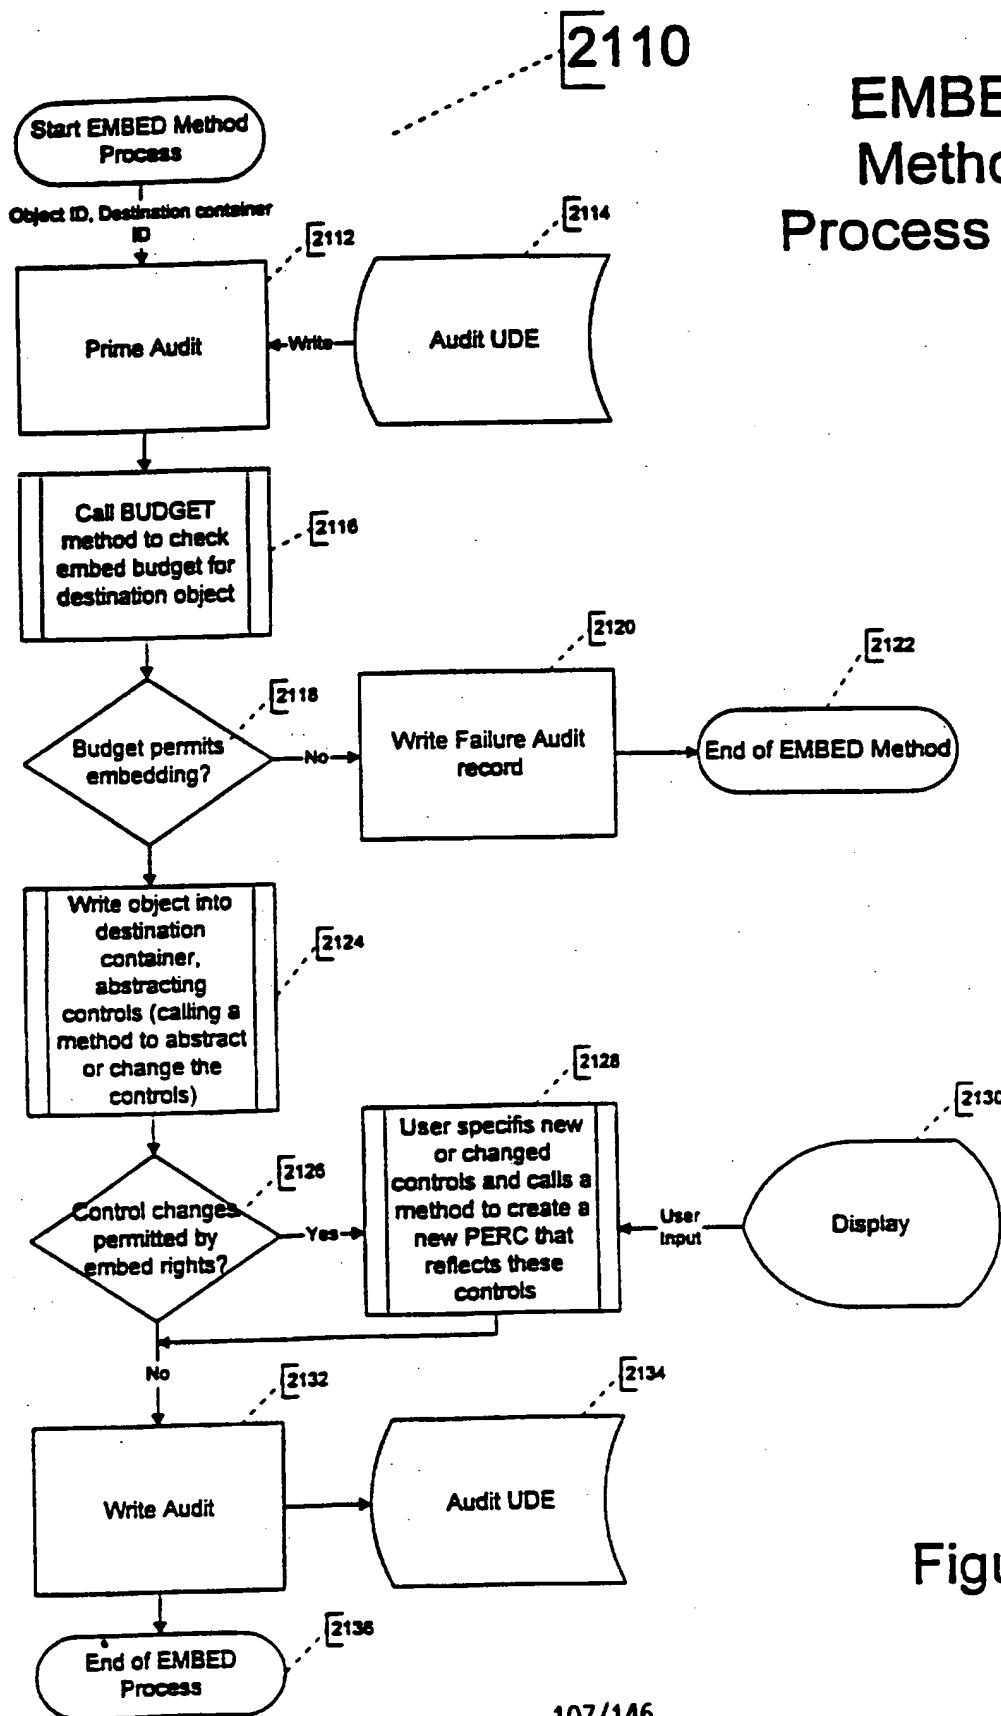 2110
EMBE
Metho
Process
Start EMBED Method
Process
Object ID, Destination container
ID
2112
2114
Prime Audit
Write
Audit UDE
Call BUDGET
method to check
embed budget for
destination object
2116
2118
2120
2122
Budget permits
embedding?
No
Write Failure Audit
record
End of EMBED Method
Write object into
destination
container,
abstracting
controls (calling a
method to abstract
or change the
controls)
2124
2126
2128
2130
Control changes
permitted by
embed rights?
Yes
User specifis new
or changed
controls and calls a
method to create a
new PERC that
reflects these
controls
User
Input
Display
No
2132
2134
Write Audit
Audit UDE
Figu
End of EMBED
Process
2136
107/146